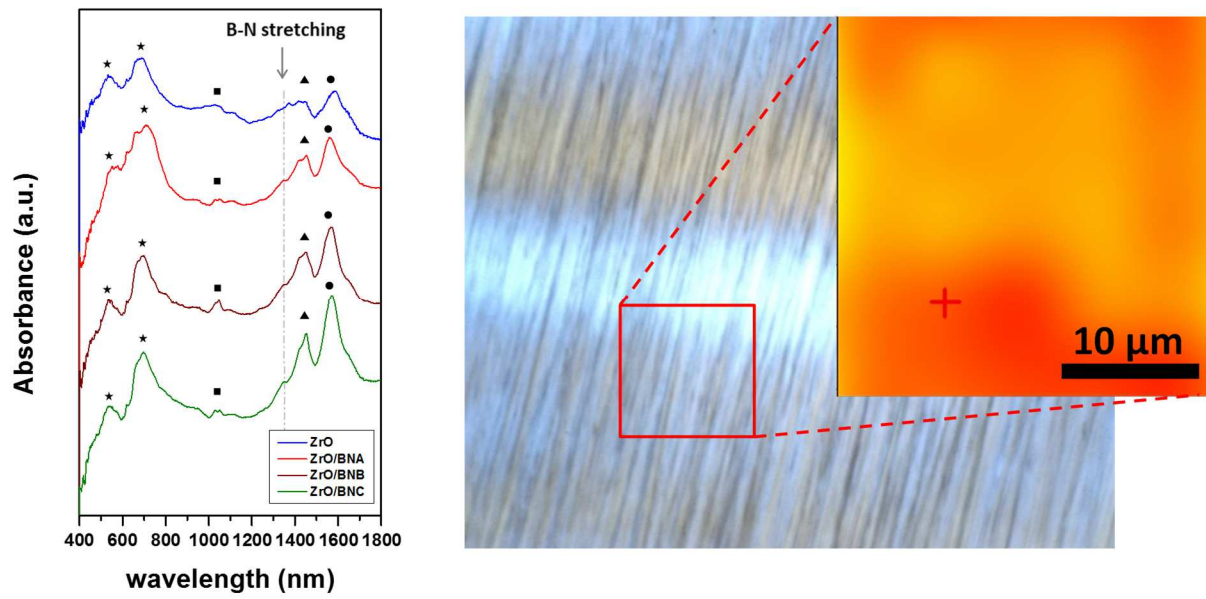 B-N stretching
Absorbance (a.u.)
ZrO
ZrO/BNA
ZrO/BNB
ZrO/BNC
400 600 800 1000 1200 1400 1600 1800
wavelength (nm)
10 µm